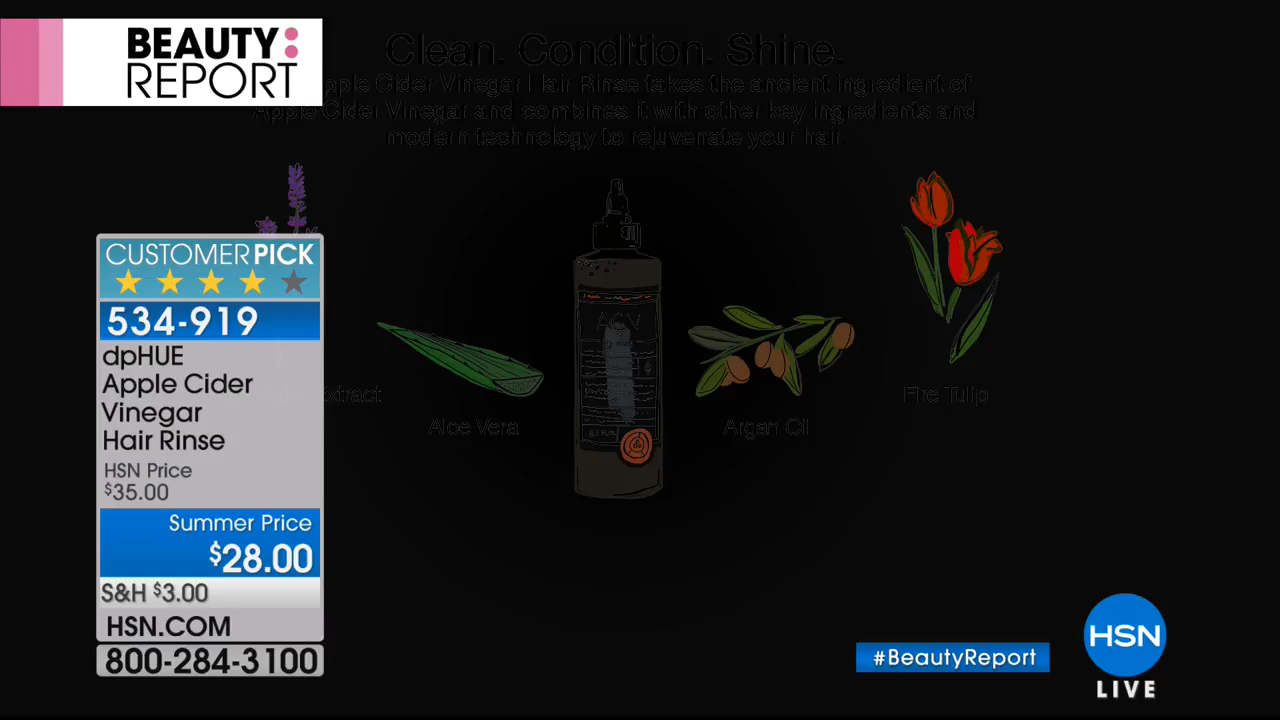 BEAUTY:
REPORT
Clean. Condition. Shine.
Apple Cider Vinegar Hair Rinse takes the ancient ingredient of
Apple Cider Vinegar and combines it with other key ingredients and
modern technology to rejuvenate your hair.
CUSTOMER PICK
534-919
dpHUE
Apple Cider
Vinegar
Hair Rinse
HSN Price
$35.00
Summer Price
$28.00
S&H $3.00
HSN.COM
800-284-3100
Extract
Aloe Vera
ACV
Argan Oil
Fire Tulip
#BeautyReport
HSN
LIVE